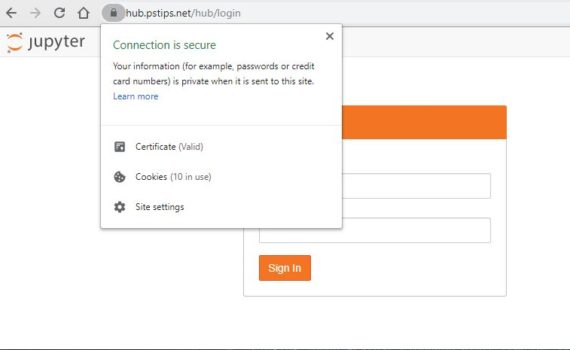 hub.pstips.net/hub/login
jupyter
Connection is secure
Your information (for example, passwords or credit
card numbers) is private when it is sent to this site.
Learn more
Certificate (Valid)
Cookies (10 in use)
Site settings
Sign In